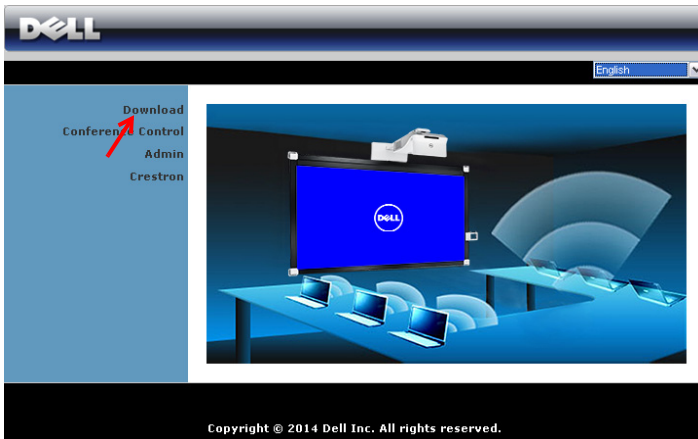 DELL
English
Download
Conference Control
Admin
Crestron
DELL
Copyright © 2014 Dell Inc. All rights reserved.